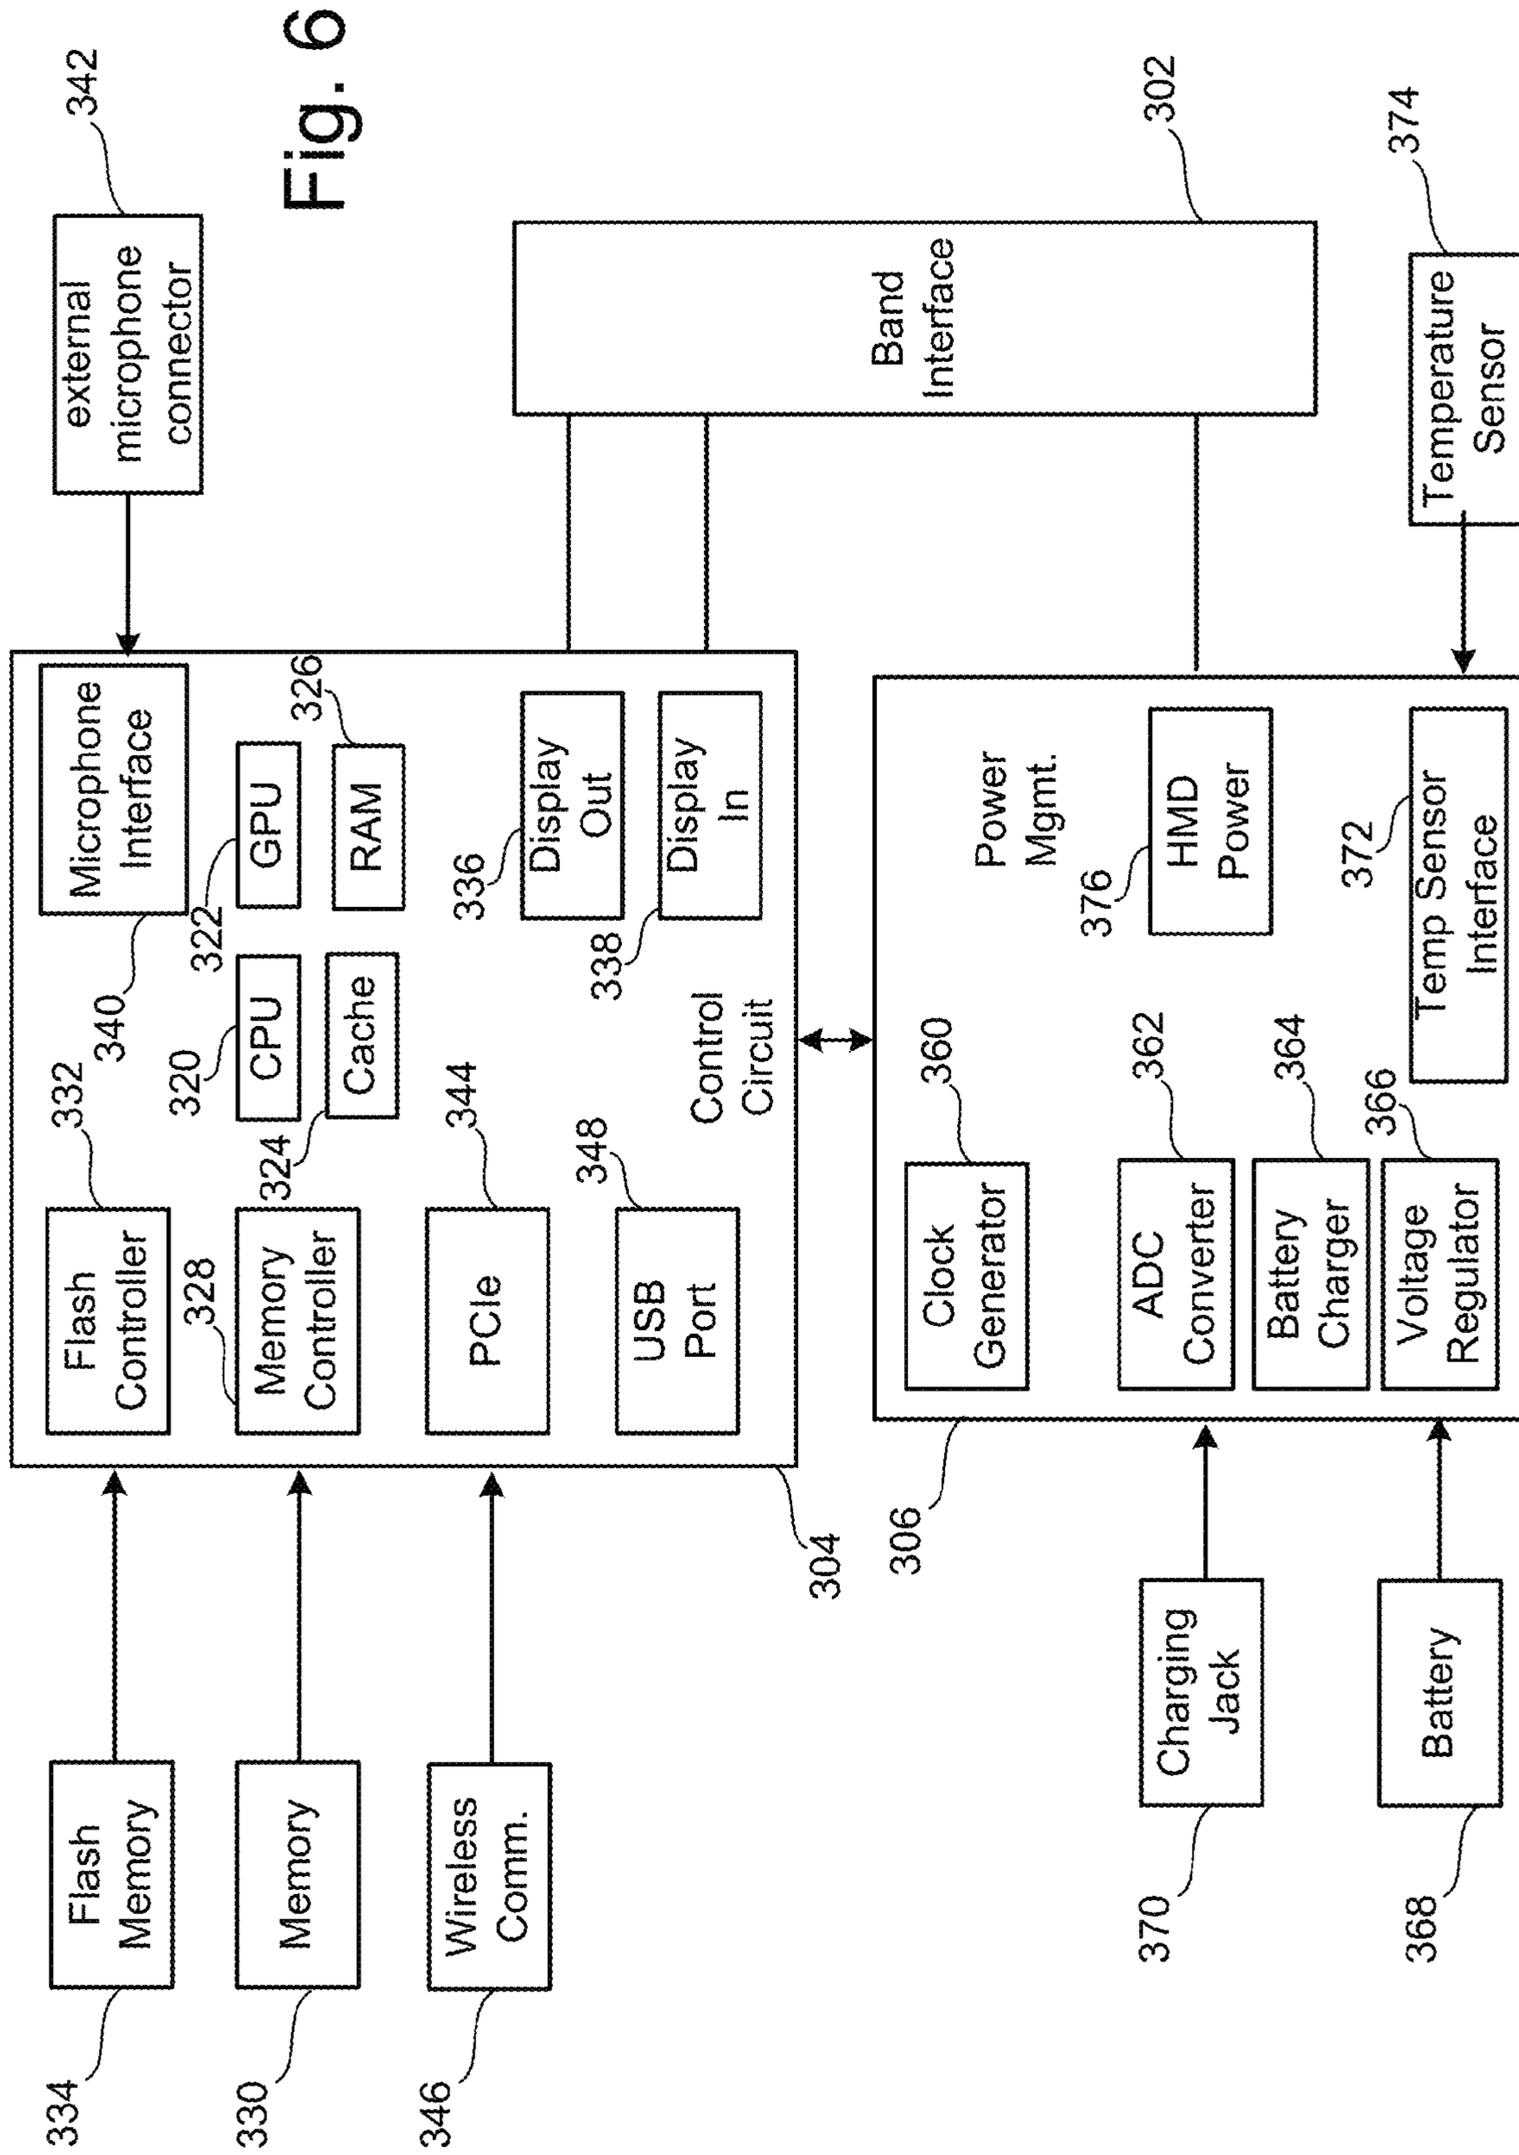 Fig. 6
334
Flash
Memory
330
Memory
346
Wireless
Comm.
304
332
Flash
Controller
328
Memory
Controller
344
PCIe
348
USB
Port
320
CPU
324
Cache
322
GPU
326
RAM
340
Microphone
Interface
336
Display
Out
338
Display
In
Control
Circuit
342
external
microphone
connector
302
Band
Interface
306
360
Clock
Generator
362
ADC
Converter
364
Battery
Charger
366
Voltage
Regulator
Power
Mgmt.
376
HMD
Power
372
Temp Sensor
Interface
374
Temperature
Sensor
370
Charging
Jack
368
Battery